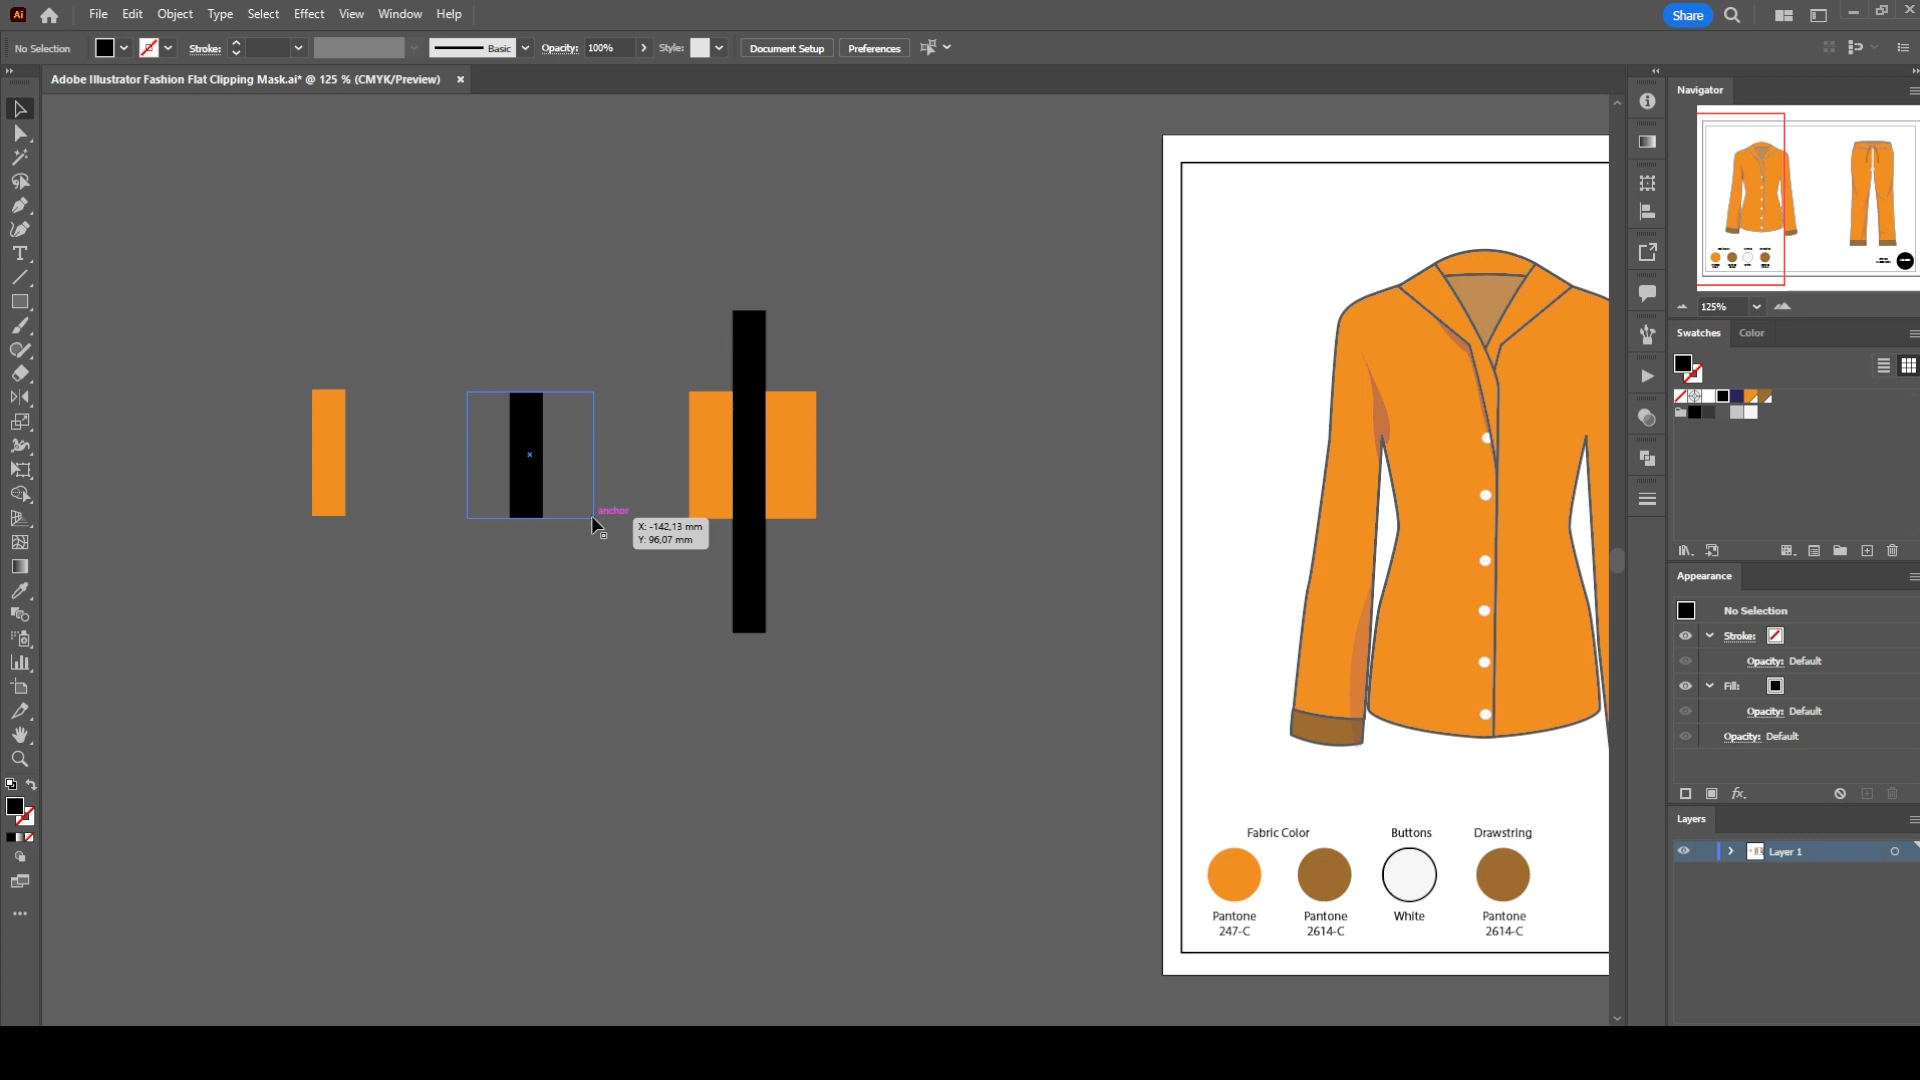 Ai File Edit Object Type Select Effect View Window Help Share
No Selection Stroke: Basic Opacity: 100% Style: Document Setup Preferences
Adobe Illustrator Fashion Flat Clipping Mask.ai* @ 125 % (CMYK/Preview) ×
Navigator
125%
Swatches Color
anchor
X: -142,13 mm
Y: 96,07 mm
Appearance
No Selection
Stroke:
Opacity: Default
Fill:
Opacity: Default
Opacity: Default
fx.
Layers
Layer 1
Fabric Color Buttons Drawstring
Pantone Pantone White Pantone
247-C 2614-C 2614-C